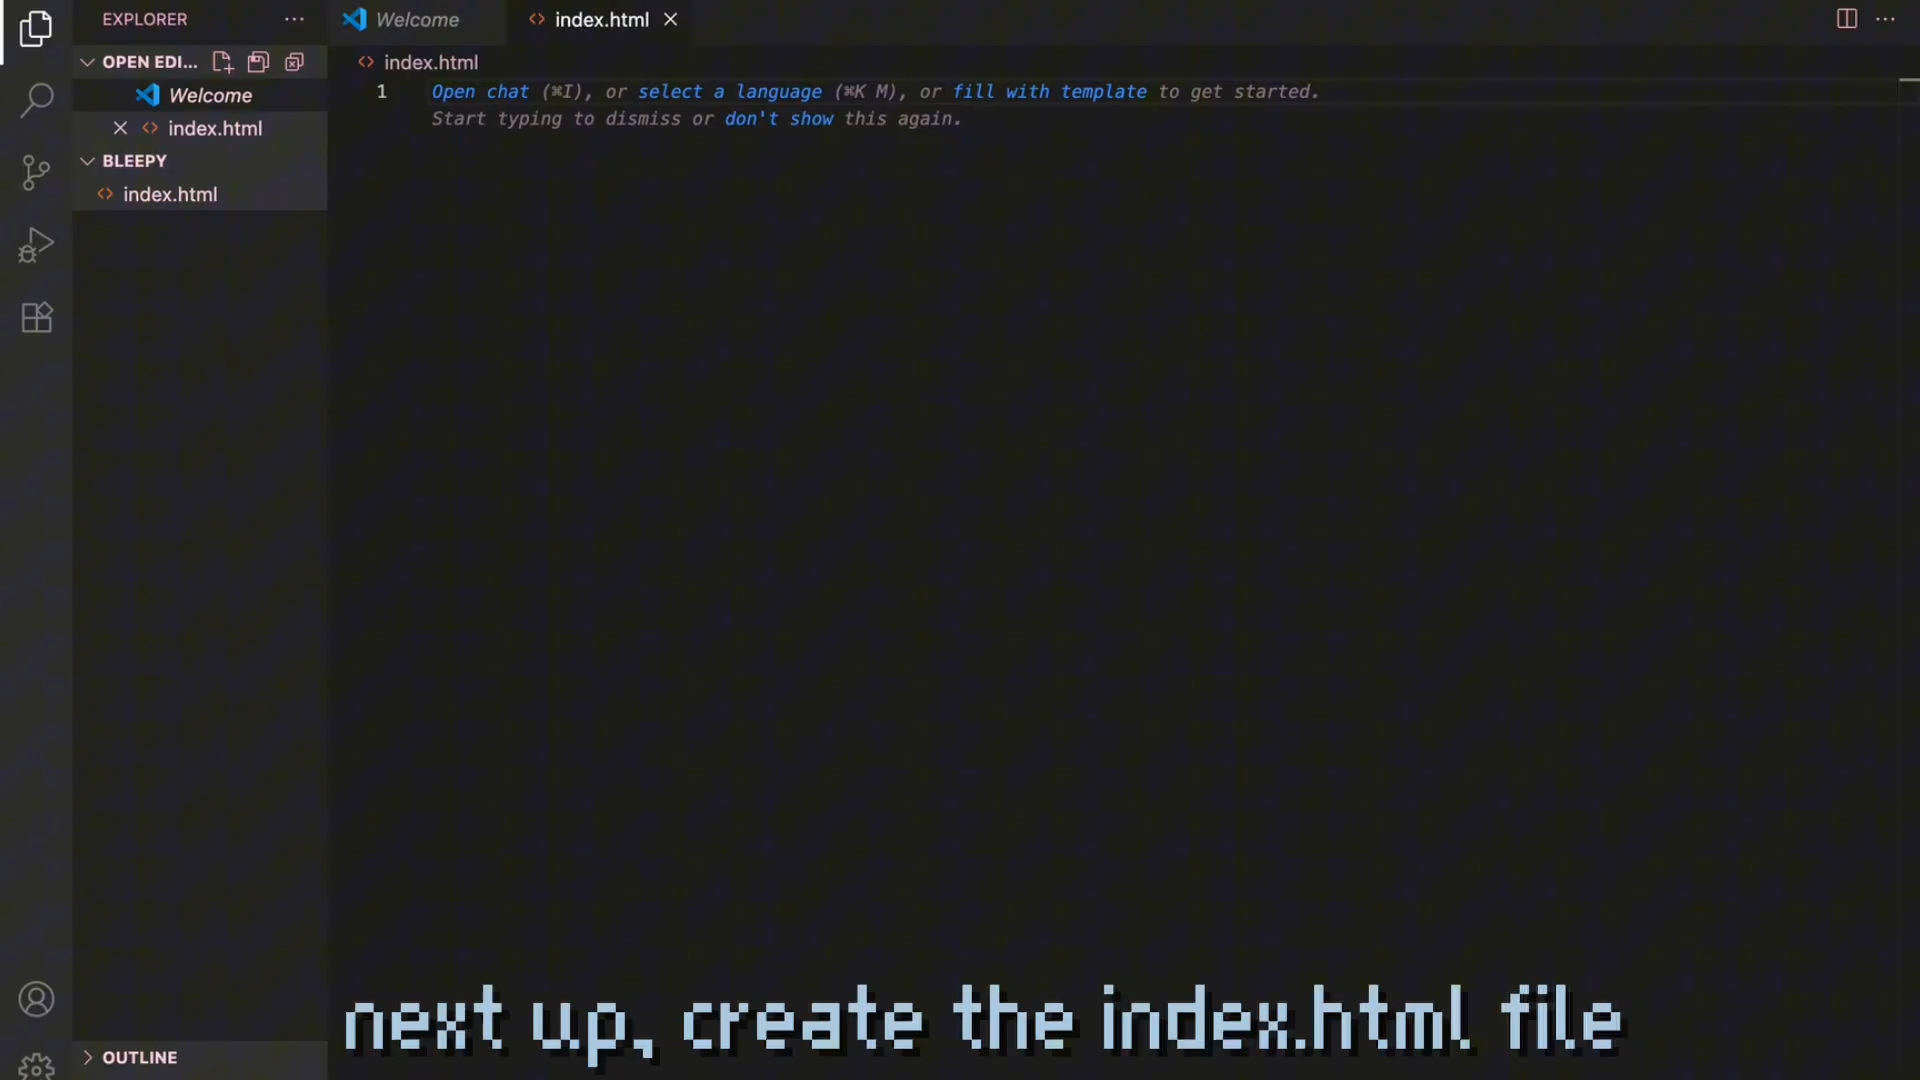 EXPLORER
OPEN EDI...
Welcome
index.html
BLEEPY
index.html
OUTLINE
Welcome
index.html
index.html
1
Open chat (⌘I), or select a language (⌘K M), or fill with template to get started.
Start typing to dismiss or don't show this again.
next up, create the index.html file